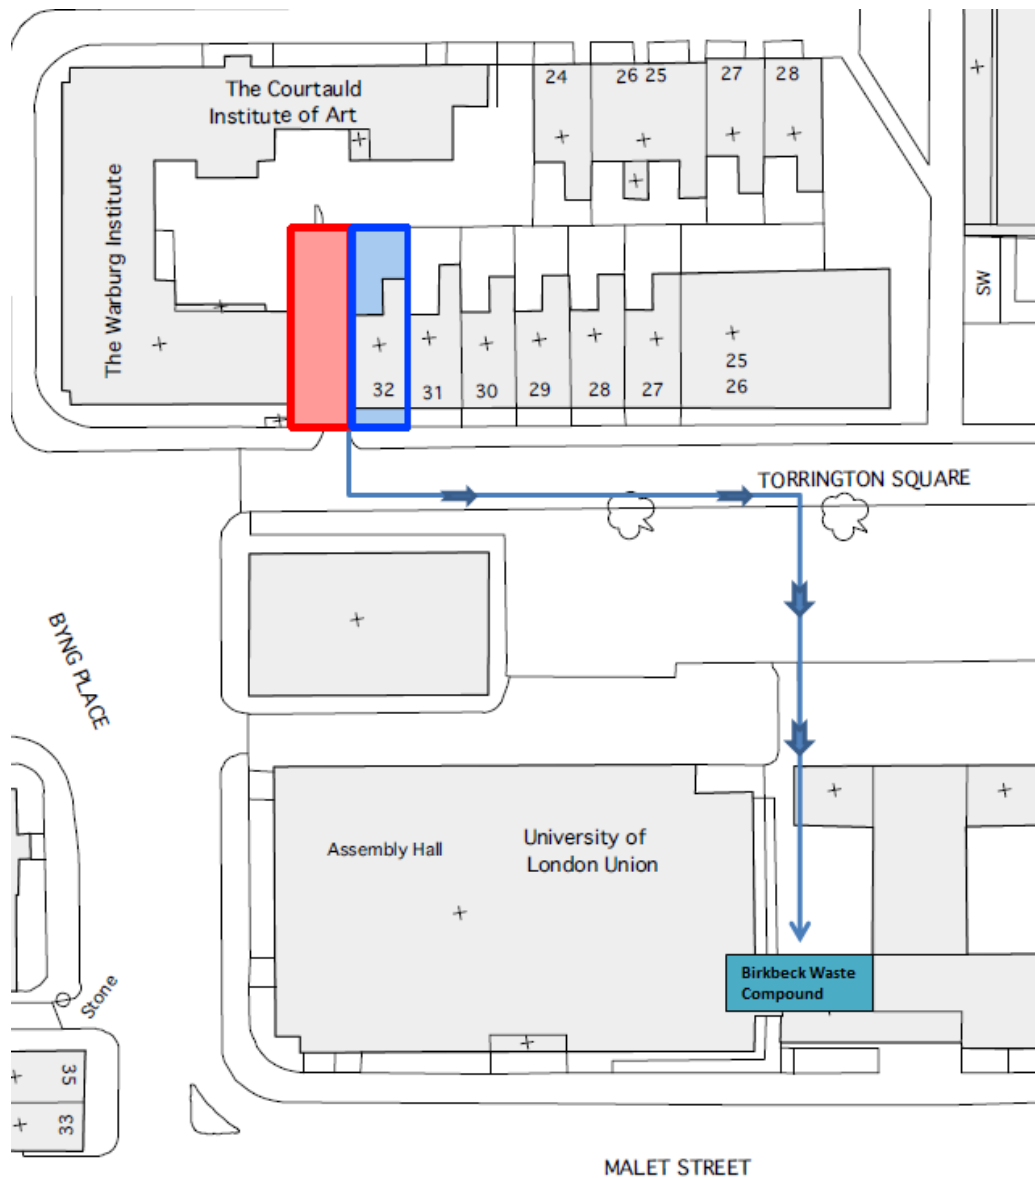 The Courtauld
Institute of Art
24
26 25
27
28
The Warburg Institute
SW
32
31
30
29
28
27
25
26
TORRINGTON SQUARE
BYNG PLACE
Assembly Hall
University of
London Union
Birkbeck Waste
Compound
Stone
35
33
MALET STREET